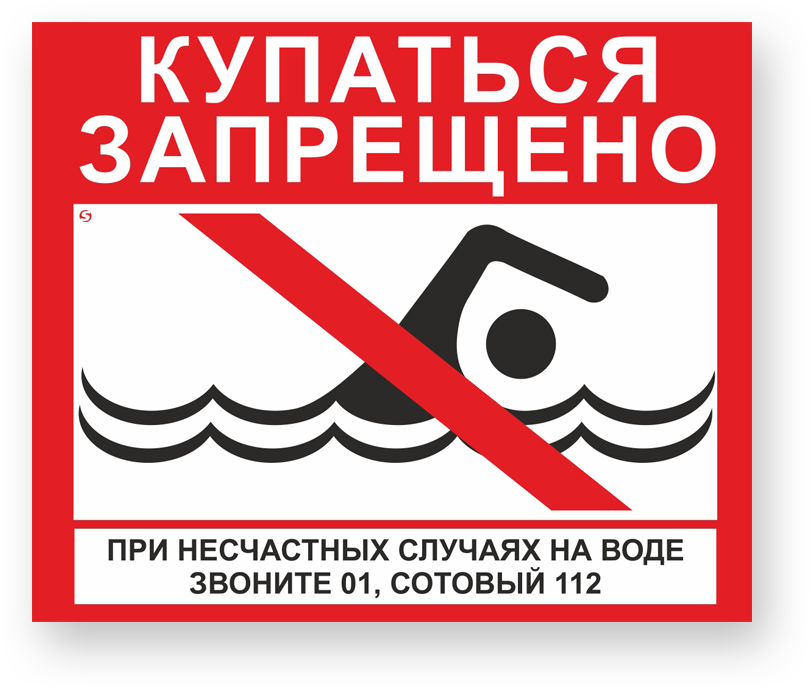 КУПАТЬСЯ
ЗАПРЕЩЕНО
ПРИ НЕСЧАСТНЫХ СЛУЧАЯХ НА ВОДЕ
ЗВОНИТЕ 01, СОТОВЫЙ 112